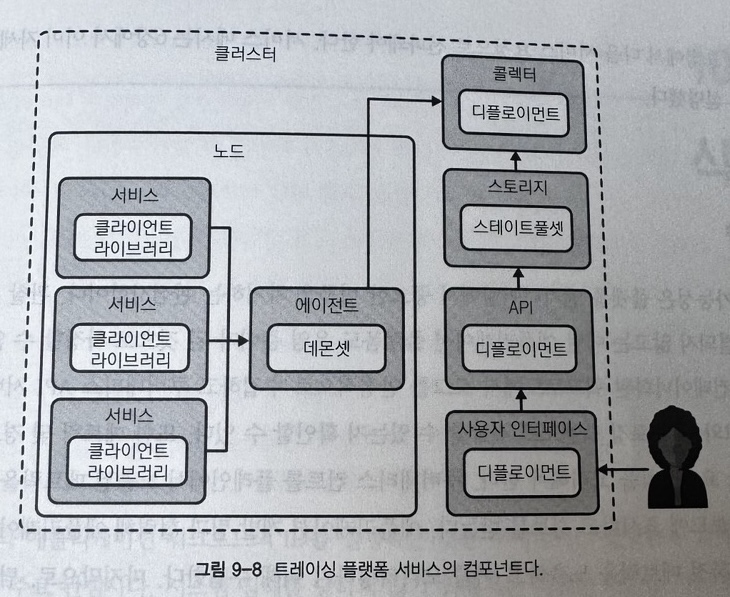 클러스터
노드
서비스
클라이언트
라이브러리
서비스
클라이언트
라이브러리
서비스
클라이언트
라이브러리
에이전트
데몬셋
콜렉터
디플로이먼트
스토리지
스테이트풀셋
API
디플로이먼트
사용자 인터페이스
디플로이먼트
그림 9-8 트레이싱 플랫폼 서비스의 컴포넌트다.